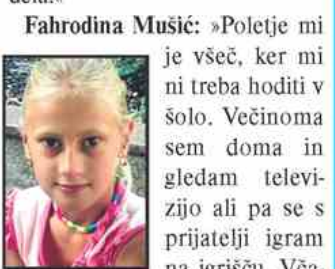 Fahrodina Mušić: »Poletje mi
je všeč, ker mi
ni treba hoditi v
šolo. Večinoma
sem doma in
gledam televi-
zijo ali pa se s
prijatelji igram
na igrišču. Vča-